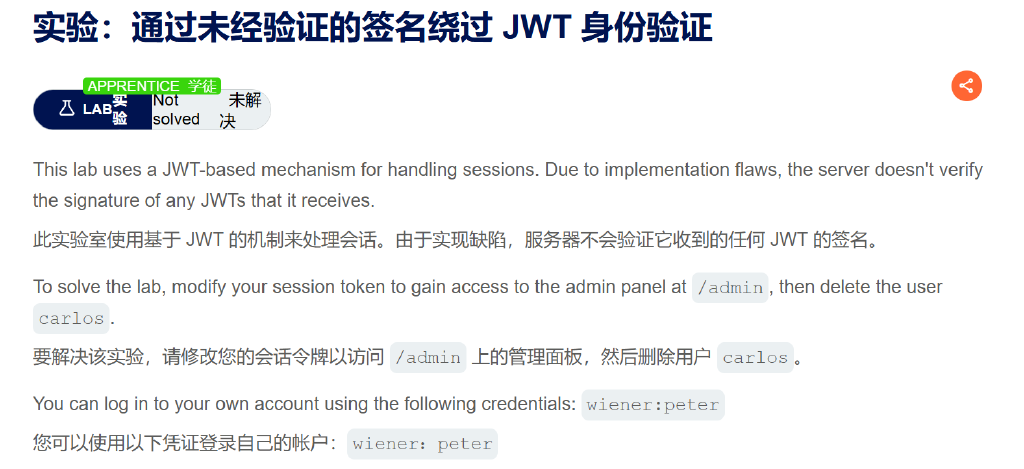 实验：通过未经验证的签名绕过 JWT 身份验证
APPRENTICE 学徒
LAB 实验
Not solved 未解决
This lab uses a JWT-based mechanism for handling sessions. Due to implementation flaws, the server doesn't verify
the signature of any JWTs that it receives.
此实验室使用基于 JWT 的机制来处理会话。由于实现缺陷，服务器不会验证它收到的任何 JWT 的签名。
To solve the lab, modify your session token to gain access to the admin panel at /admin, then delete the user
carlos.
要解决该实验，请修改您的会话令牌以访问 /admin 上的管理面板，然后删除用户 carlos。
You can log in to your own account using the following credentials: wiener:peter
您可以使用以下凭证登录自己的帐户：wiener: peter